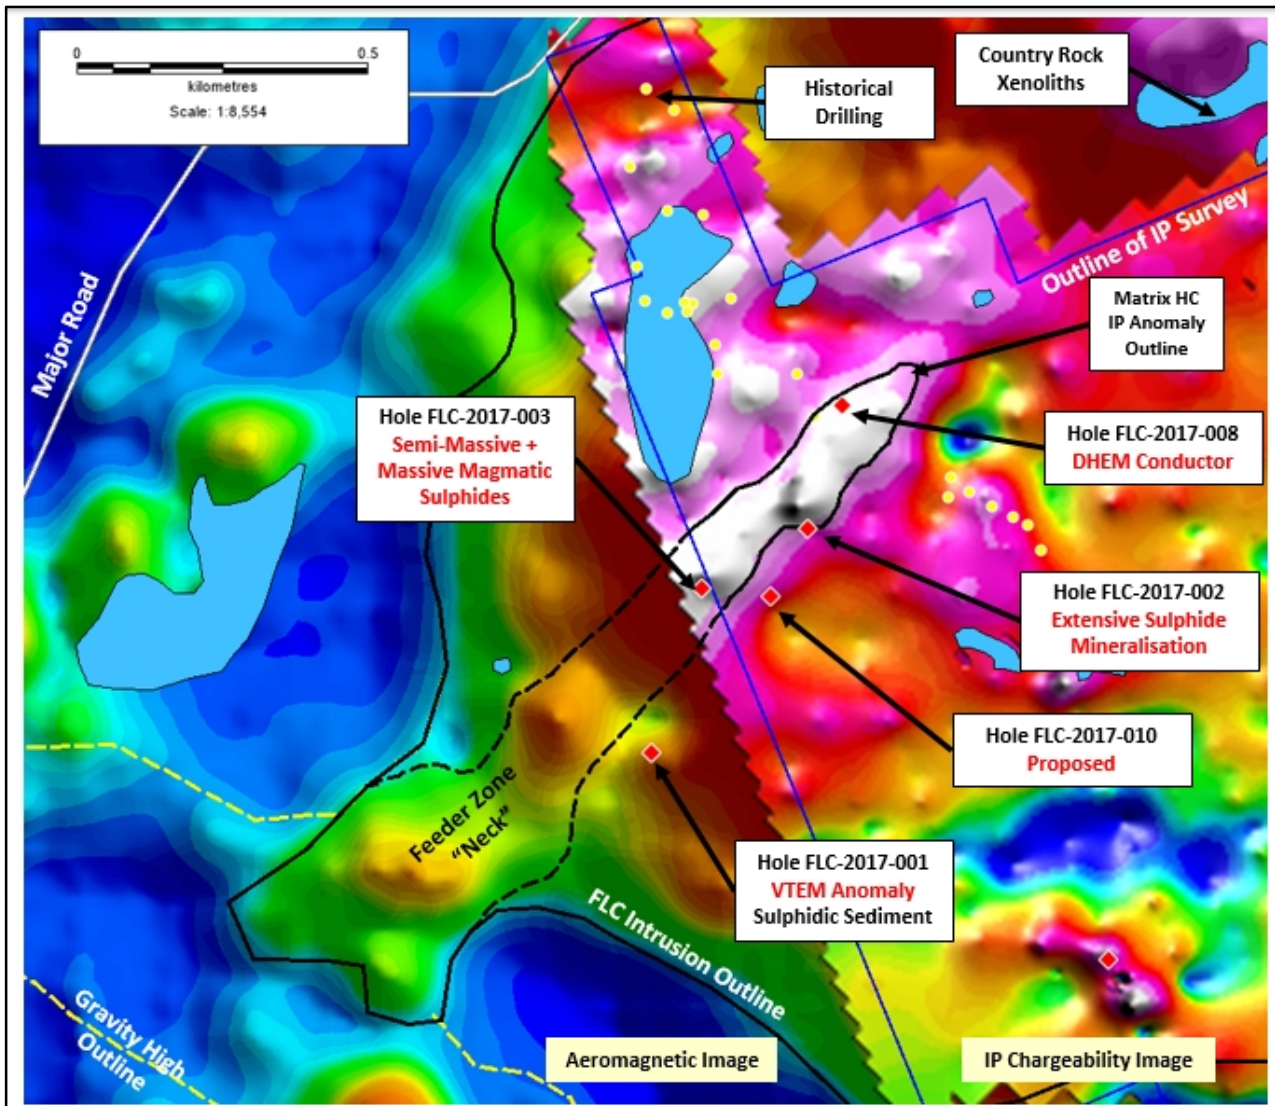 0 0.5
kilometres
Scale: 1:8,554
Historical
Drilling
Country Rock
Xenoliths
Major Road
Outline of IP Survey
Matrix HC
IP Anomaly
Outline
Hole FLC-2017-003
Semi-Massive +
Massive Magmatic
Sulphides
Hole FLC-2017-008
DHEM Conductor
Hole FLC-2017-002
Extensive Sulphide
Mineralisation
Hole FLC-2017-010
Proposed
Feeder Zone
“Neck”
Hole FLC-2017-001
VTEM Anomaly
Sulphidic Sediment
FLC Intrusion Outline
Gravity High
Outline
Aeromagnetic Image
IP Chargeability Image